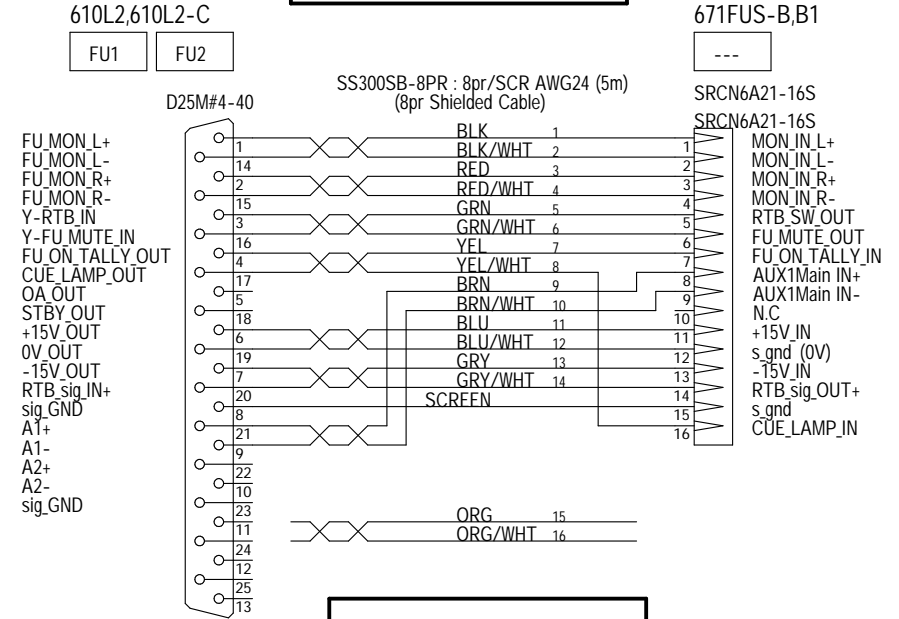 610L2,610L2-C
671FUS-B,B1
FU1
FU2
---
SS300SB-8PR : 8pr/SCR AWG24 (5m)
(8pr Shielded Cable)
D25M#4-40
SRCN6A21-16S
SRCN6A21-16S
FU_MON_L+
FU_MON_L-
FU_MON_R+
FU_MON_R-
Y-RTB_IN
Y-FU_MUTE_IN
FU_ON_TALLY_OUT
CUE_LAMP_OUT
OA_OUT
STBY_OUT
+15V_OUT
0V_OUT
-15V_OUT
RTB_sig_IN+
sig_GND
A1+
A1-
A2+
A2-
sig_GND
1
14
2
15
3
16
4
17
5
18
6
19
7
20
8
21
9
22
10
23
11
24
12
25
13
BLK 1
BLK/WHT 2
RED 3
RED/WHT 4
GRN 5
GRN/WHT 6
YEL 7
YEL/WHT 8
BRN 9
BRN/WHT 10
BLU 11
BLU/WHT 12
GRY 13
GRY/WHT 14
SCREEN
ORG 15
ORG/WHT 16
1
2
3
4
5
6
7
8
9
10
11
12
13
14
15
16
MON_IN_L+
MON_IN_L-
MON_IN_R+
MON_IN_R-
RTB_SW_OUT
FU_MUTE_OUT
FU_ON_TALLY_IN
AUX1Main IN+
AUX1Main IN-
N.C
+15V_IN
s_gnd (0V)
-15V_IN
RTB_sig_OUT+
s_gnd
CUE_LAMP_IN